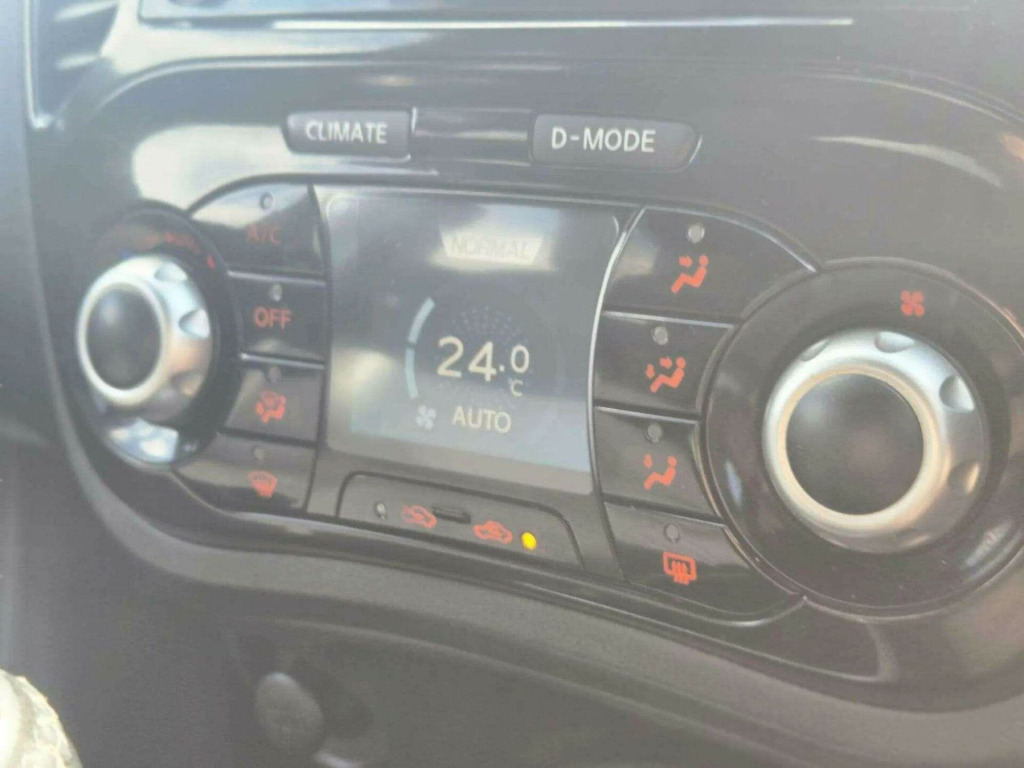 CLIMATE
D-MODE
A/C
NORMAL
OFF
24.0
°C
AUTO